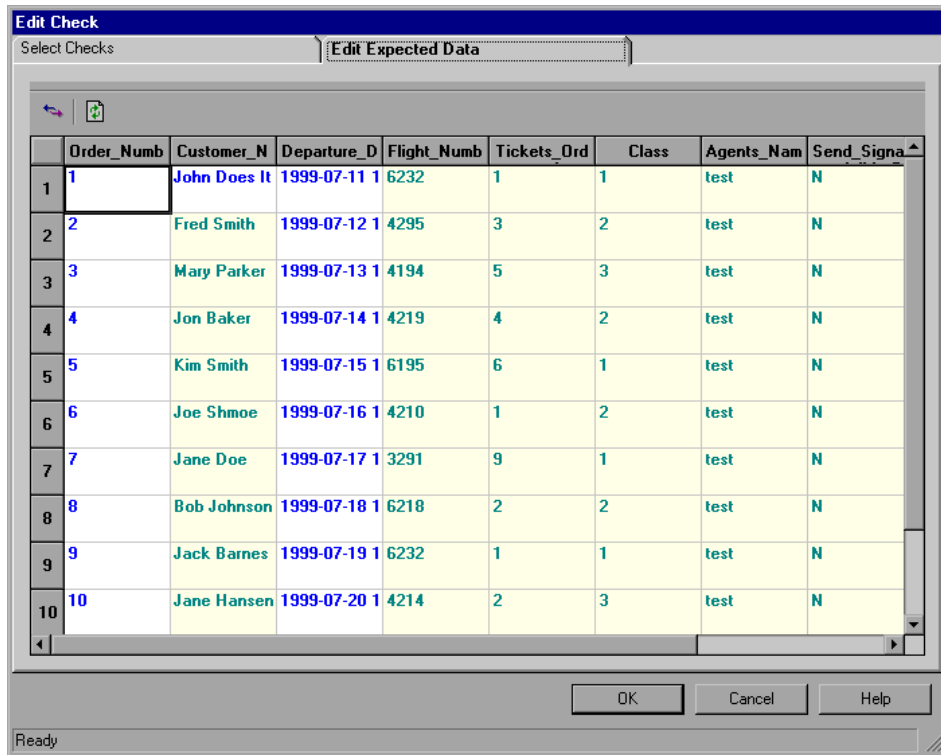 Edit Check
Select Checks Edit Expected Data
Order_Numb Customer_N Departure_D Flight_Numb Tickets_Ord Class Agents_Nam Send_Signa
1 1 John Does It 1999-07-11 1 6232 1 1 test N
2 2 Fred Smith 1999-07-12 1 4295 3 2 test N
3 3 Mary Parker 1999-07-13 1 4194 5 3 test N
4 4 Jon Baker 1999-07-14 1 4219 4 2 test N
5 5 Kim Smith 1999-07-15 1 6195 6 1 test N
6 6 Joe Shmoe 1999-07-16 1 4210 1 2 test N
7 7 Jane Doe 1999-07-17 1 3291 9 1 test N
8 8 Bob Johnson 1999-07-18 1 6218 2 2 test N
9 9 Jack Barnes 1999-07-19 1 6232 1 1 test N
10 10 Jane Hansen 1999-07-20 1 4214 2 3 test N
OK Cancel Help
Ready